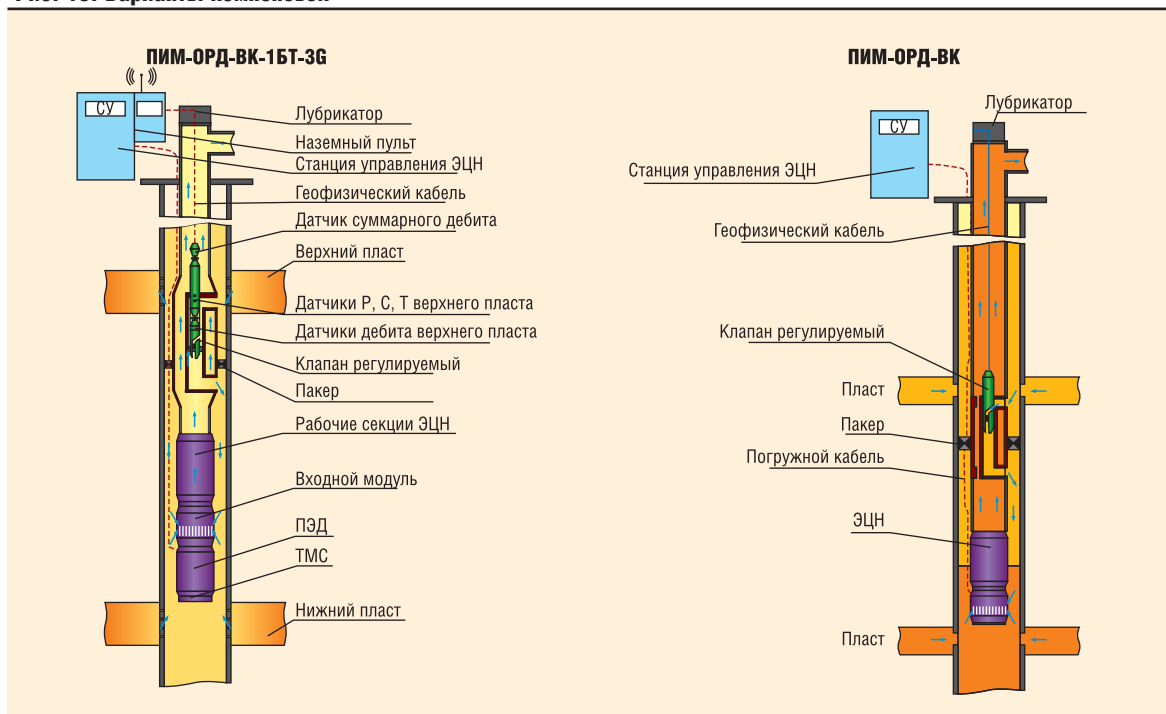 ПИМ-ОРД-ВК-1БТ-3G
СУ
Лубрикатор
Наземный пульт
Станция управления ЭЦН
Геофизический кабель
Датчик суммарного дебита
Верхний пласт
Датчики Р, С, Т верхнего пласта
Датчики дебита верхнего пласта
Клапан регулируемый
Пакер
Рабочие секции ЭЦН
Входной модуль
ПЭД
ТМС
Нижний пласт
ПИМ-ОРД-ВК
Лубрикатор
СУ
Станция управления ЭЦН
Геофизический кабель
Клапан регулируемый
Пласт
Пакер
Погружной кабель
ЭЦН
Пласт